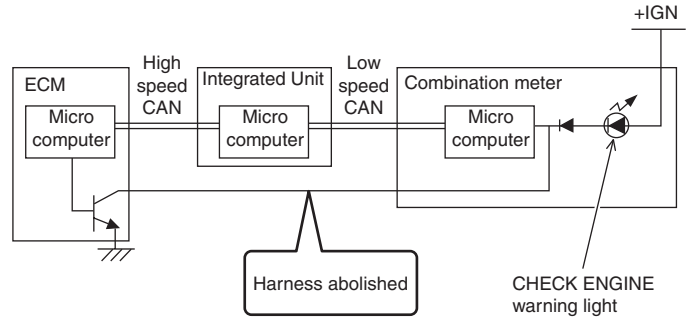 +IGN
ECM
High
speed
CAN
Integrated Unit
Low
speed
CAN
Combination meter
Micro
computer
Micro
computer
Micro
computer
Harness abolished
CHECK ENGINE
warning light